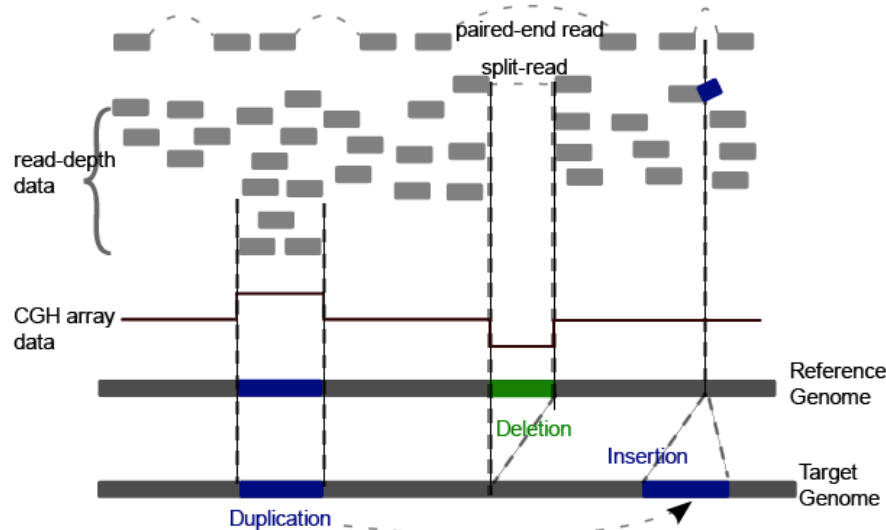 paired-end read
split-read
read-depth
data
CGH array
data
Reference
Genome
Deletion
Insertion
Target
Genome
Duplication